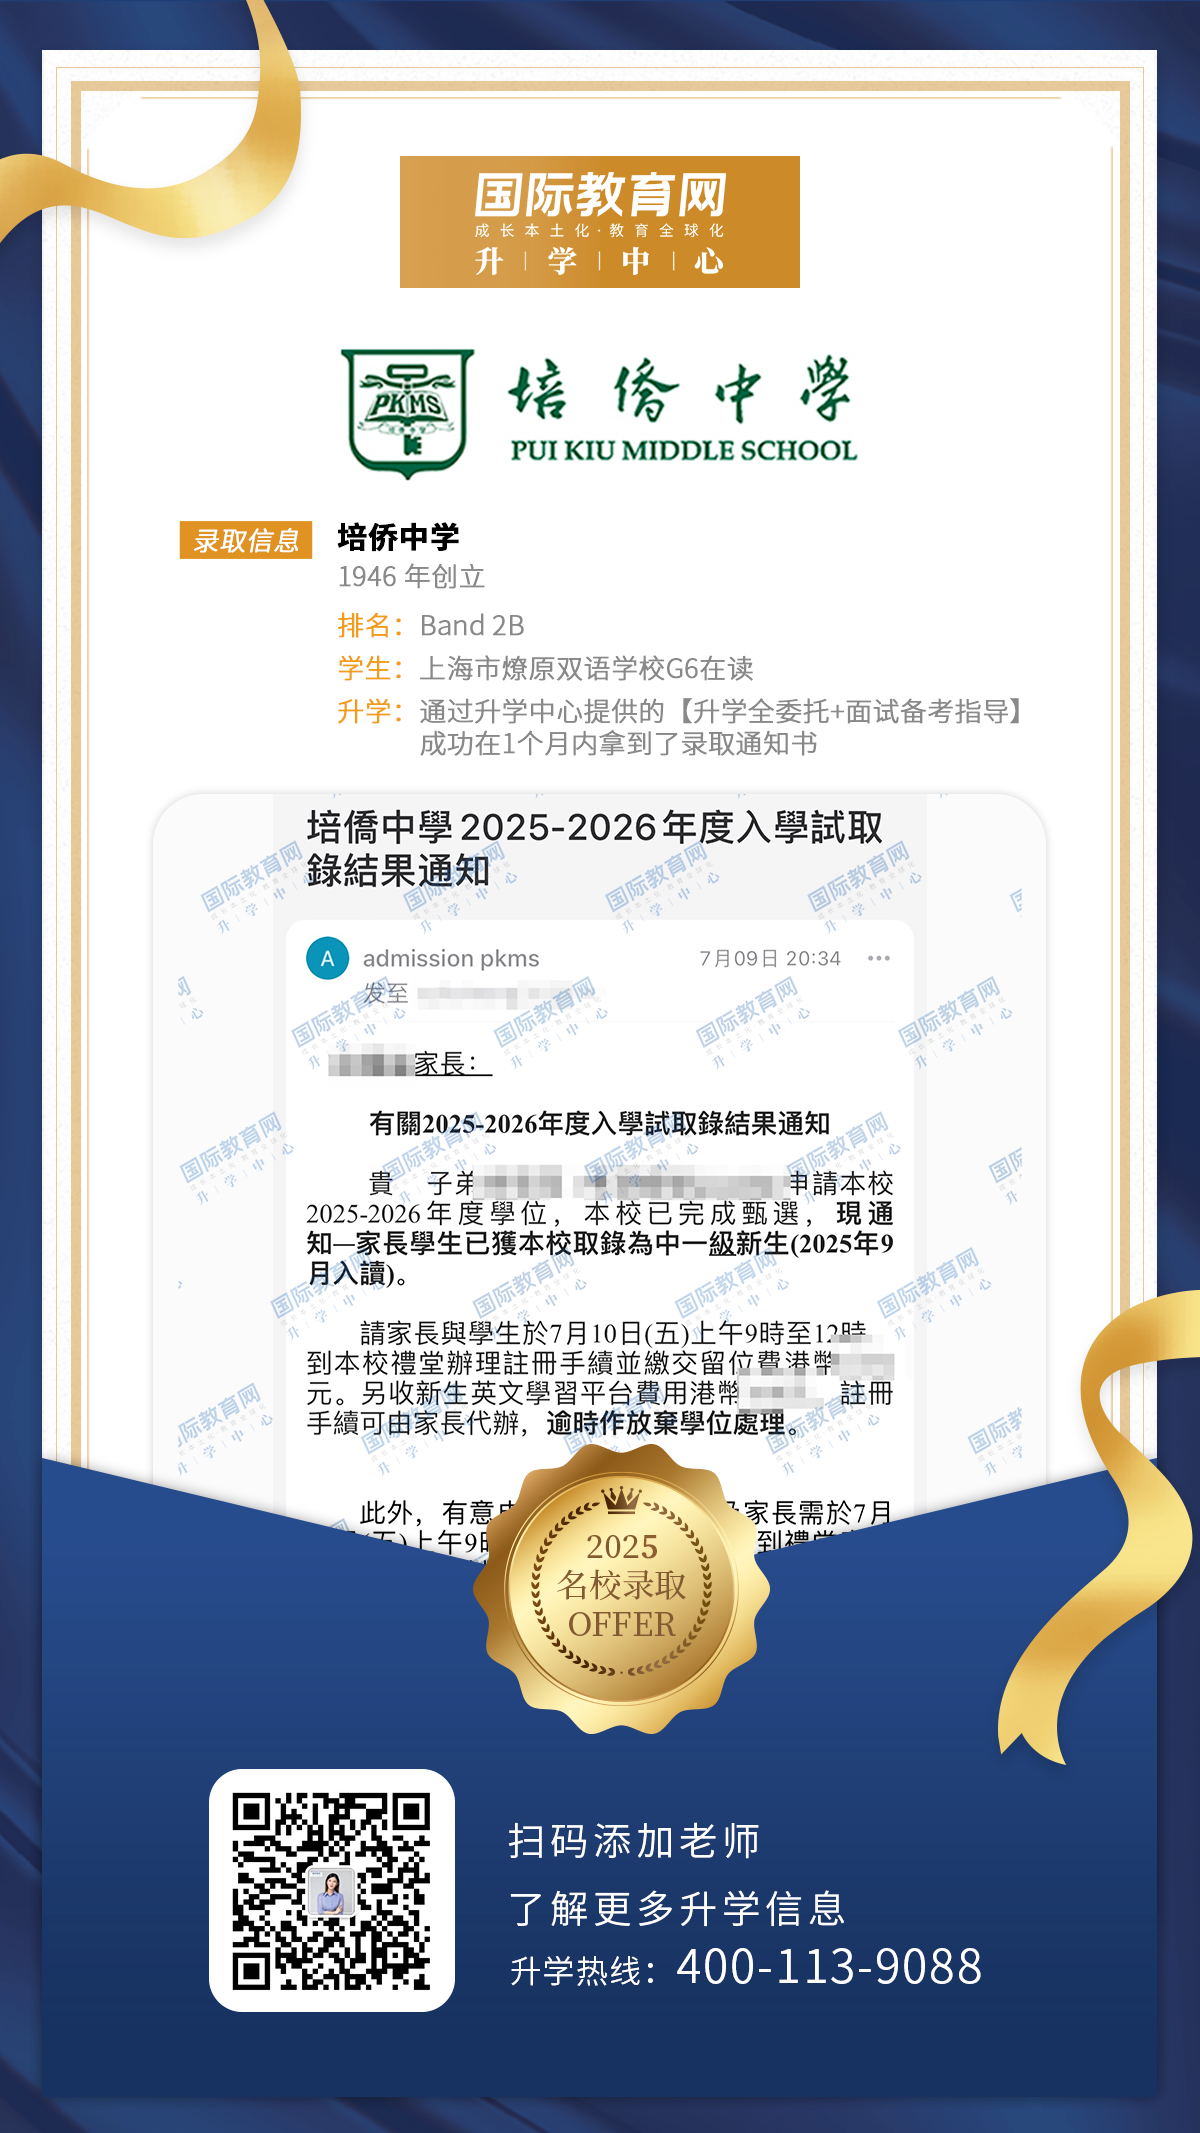 国际教育网
成长本土化·教育全球化
升|学|中|心
PKMS
培侨中学
PUI KIU MIDDLE SCHOOL
录取信息
培侨中学
1946 年创立
排名：Band 2B
学生：上海市燎原双语学校G6在读
升学：通过升学中心提供的【升学全委托+面试备考指导】
成功在1个月内拿到了录取通知书
培僑中學2025-2026年度入學試取
錄結果通知
A admission pkms 7月09日 20:34 •••
发至
家長：
有關2025-2026年度入學試取錄結果通知
貴 子弟 申請本校
2025-2026年度學位，本校已完成甄選，現通
知—家長學生已獲本校取錄為中一級新生(2025年9
月入讀)。
請家長與學生於7月10日(五)上午9時至12時
到本校禮堂辦理註冊手續並繳交留位費港幣
元。另收新生英文學習平台費用港幣 註冊
手續可由家長代辦，逾時作放棄學位處理。
此外，有意 家長需於7月
(五)上午9時 到禮堂
2025
名校录取
OFFER
扫码添加老师
了解更多升学信息
升学热线：400-113-9088